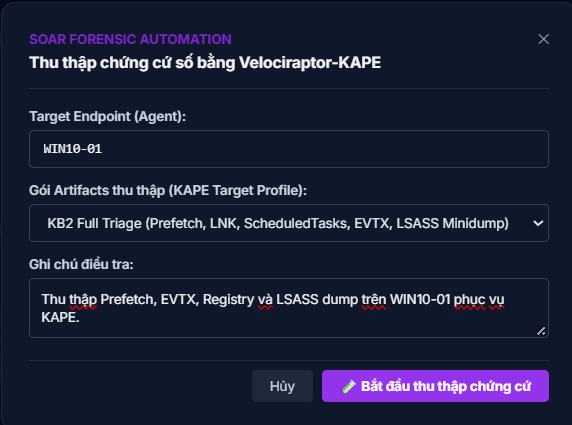 SOAR FORENSIC AUTOMATION
Thu thập chứng cứ số bằng Velociraptor-KAPE
Target Endpoint (Agent):
WIN10-01
Gói Artifacts thu thập (KAPE Target Profile):
KB2 Full Triage (Prefetch, LNK, ScheduledTasks, EVTX, LSASS Minidump)
Ghi chú điều tra:
Thu thập Prefetch, EVTX, Registry và LSASS dump trên WIN10-01 phục vụ
KAPE.
Hủy
Bắt đầu thu thập chứng cứ